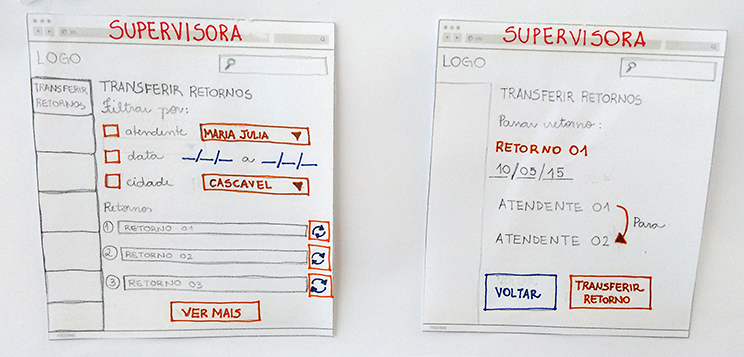 SUPERVISORA
LOGO
TRANSFERIR
RETORNOS
TRANSFERIR RETORNOS
Filtrar por:
atendente MARIA JULIA
data __/__/__ a __/__/__
cidade CASCAVEL
Retornos
1 RETORNO 01
2 RETORNO 02
3 RETORNO 03
VER MAIS
SUPERVISORA
LOGO
TRANSFERIR RETORNOS
Passar retorno:
RETORNO 01
10/09/15
ATENDENTE 01
Para
ATENDENTE 02
VOLTAR
TRANSFERIR
RETORNO